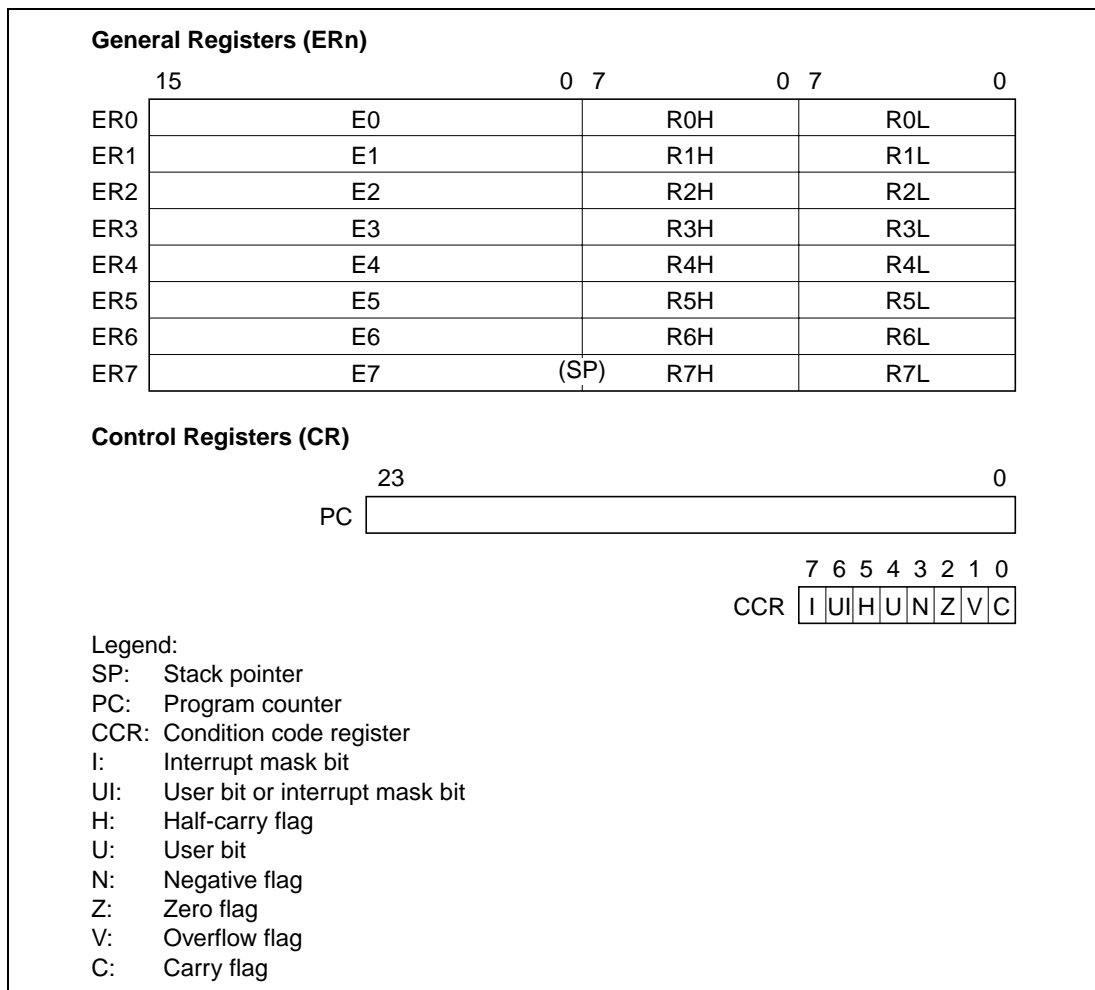 General Registers (ERn)
15 0 7 0 7 0
ER0 E0 R0H R0L
ER1 E1 R1H R1L
ER2 E2 R2H R2L
ER3 E3 R3H R3L
ER4 E4 R4H R4L
ER5 E5 R5H R5L
ER6 E6 R6H R6L
ER7 E7 (SP) R7H R7L
Control Registers (CR)
23 0
PC
7 6 5 4 3 2 1 0
CCR I UI H U N Z V C
Legend:
SP: Stack pointer
PC: Program counter
CCR: Condition code register
I: Interrupt mask bit
UI: User bit or interrupt mask bit
H: Half-carry flag
U: User bit
N: Negative flag
Z: Zero flag
V: Overflow flag
C: Carry flag